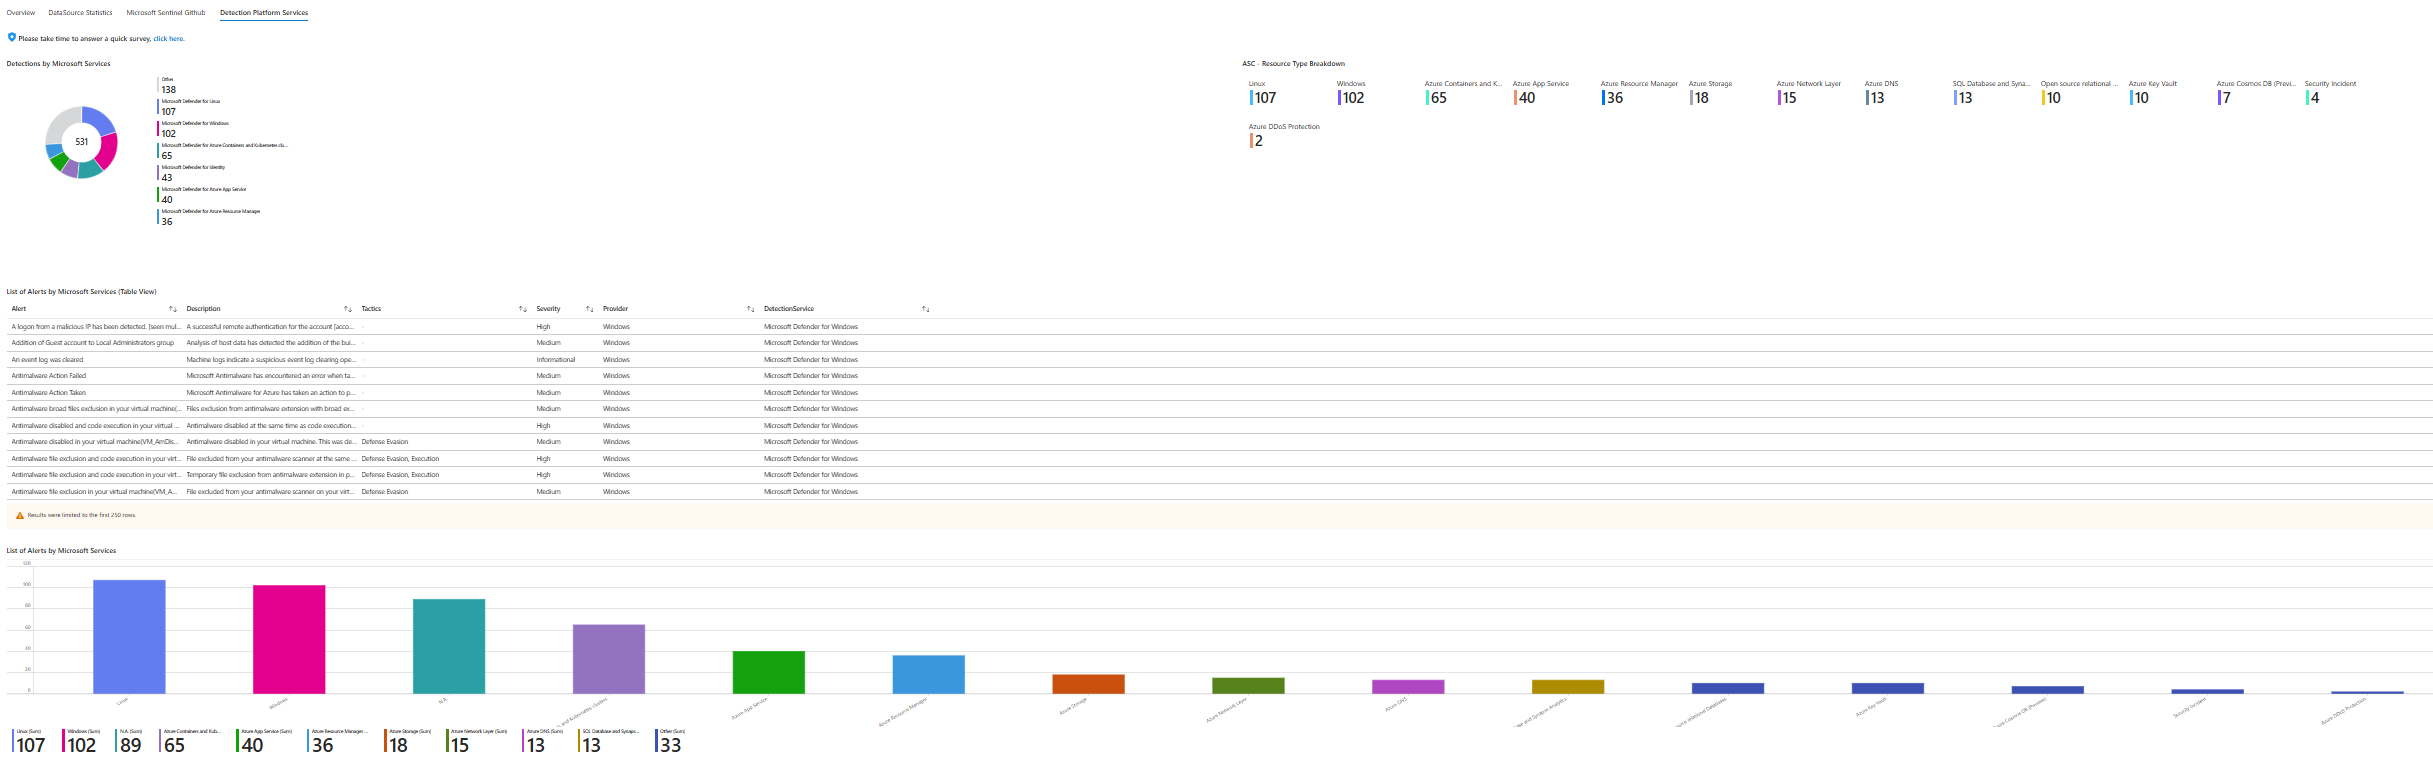 Overview DataSource Statistics Microsoft Sentinel Github Detection Platform Services
Please take time to answer a quick survey, click here.
Detections by Microsoft Services
531
Other
138
Microsoft Defender for Linux
107
Microsoft Defender for Windows
102
Microsoft Defender for Azure Containers and Kubernetes clu...
65
Microsoft Defender for Identity
43
Microsoft Defender for Azure App Service
40
Microsoft Defender for Azure Resource Manager
36
ASC - Resource Type Breakdown
Linux Windows Azure Containers and K... Azure App Service Azure Resource Manager Azure Storage Azure Network Layer Azure DNS SQL Database and Syna... Open source relational ... Azure Key Vault Azure Cosmos DB (Previ... Security Incident
107 102 65 40 36 18 15 13 13 10 10 7 4
Azure DDoS Protection
2
List of Alerts by Microsoft Services (Table View)
Alert Description Tactics Severity Provider DetectionService
A logon from a malicious IP has been detected. [seen mul... A successful remote authentication for the account [acco... - High Windows Microsoft Defender for Windows
Addition of Guest account to Local Administrators group Analysis of host data has detected the addition of the bui... - Medium Windows Microsoft Defender for Windows
An event log was cleared Machine logs indicate a suspicious event log clearing ope... - Informational Windows Microsoft Defender for Windows
Antimalware Action Failed Microsoft Antimalware has encountered an error when ta... - Medium Windows Microsoft Defender for Windows
Antimalware Action Taken Microsoft Antimalware for Azure has taken an action to p... - Medium Windows Microsoft Defender for Windows
Antimalware broad files exclusion in your virtual machine(... Files exclusion from antimalware extension with broad ex... - Medium Windows Microsoft Defender for Windows
Antimalware disabled and code execution in your virtual ... Antimalware disabled at the same time as code execution... - High Windows Microsoft Defender for Windows
Antimalware disabled in your virtual machine(VM_AmDis... Antimalware disabled in your virtual machine. This was de... Defense Evasion Medium Windows Microsoft Defender for Windows
Antimalware file exclusion and code execution in your virt... File excluded from your antimalware scanner at the same ... Defense Evasion, Execution High Windows Microsoft Defender for Windows
Antimalware file exclusion and code execution in your virt... Temporary file exclusion from antimalware extension in p... Defense Evasion, Execution High Windows Microsoft Defender for Windows
Antimalware file exclusion in your virtual machine(VM_A... File excluded from your antimalware scanner on your virt... Defense Evasion Medium Windows Microsoft Defender for Windows
Results were limited to the first 250 rows.
List of Alerts by Microsoft Services
120
100
80
60
40
20
0
Linux Windows N/A s and Kubernetes clusters Azure App Service Azure Resource Manager Azure Storage Azure Network Layer Azure DNS ase and Synapse Analytics urce relational Databases Azure Key Vault zure Cosmos DB (Preview) Security Incident Azure DDoS Protection
Linux (Sum) Windows (Sum) N/A (Sum) Azure Containers and Kub... Azure App Service (Sum) Azure Resource Manager ... Azure Storage (Sum) Azure Network Layer (Sum) Azure DNS (Sum) SQL Database and Synaps... Other (Sum)
107 102 89 65 40 36 18 15 13 13 33